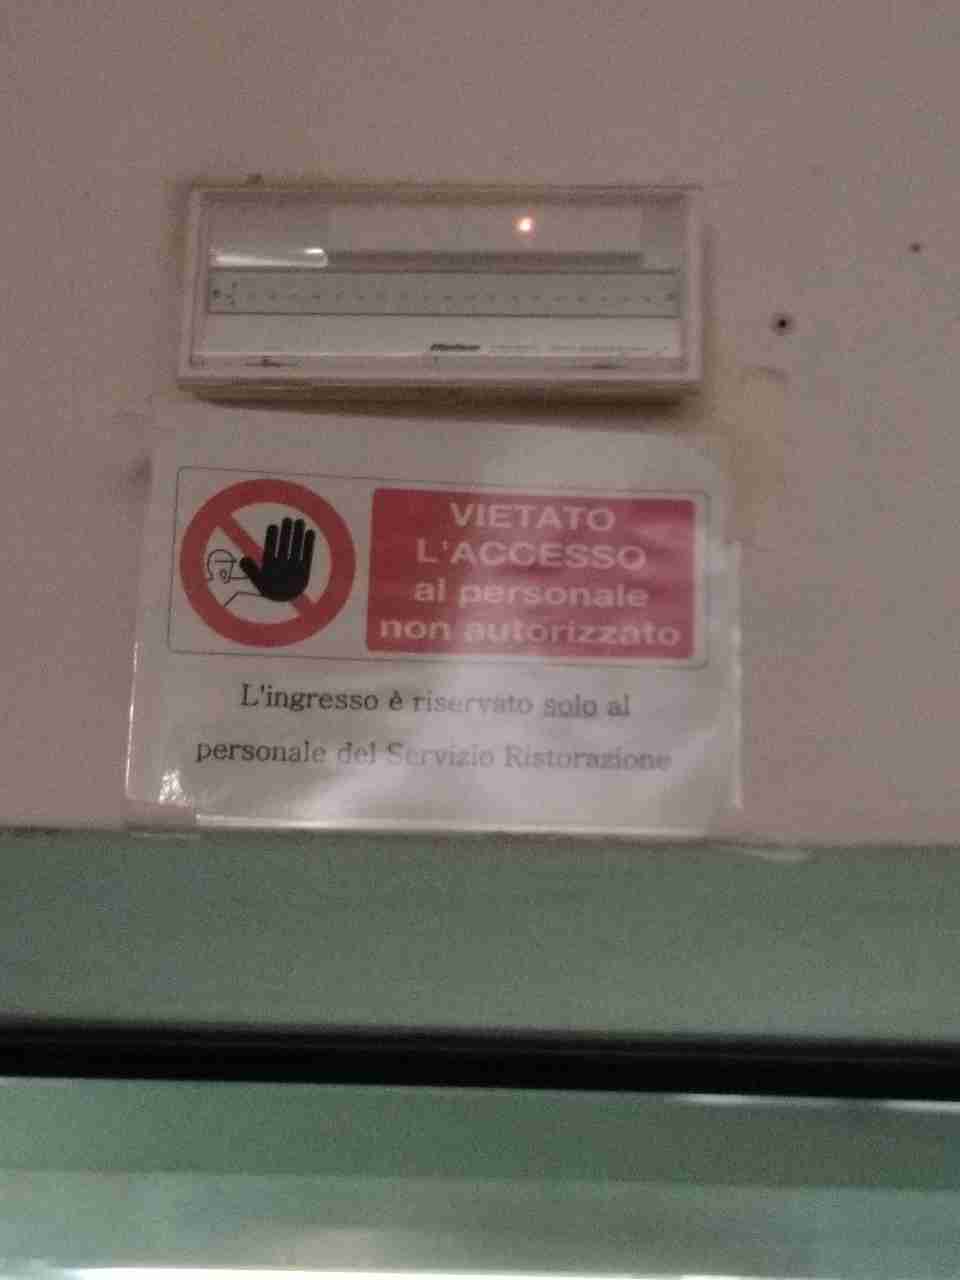 VIETATO
L'ACCESSO
al personale
non autorizzato
L'ingresso è riservato solo al
personale del Servizio Ristorazione